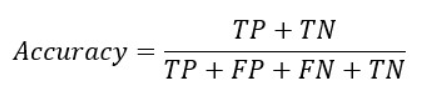 Accuracy = TP + TN / TP + FP + FN + TN